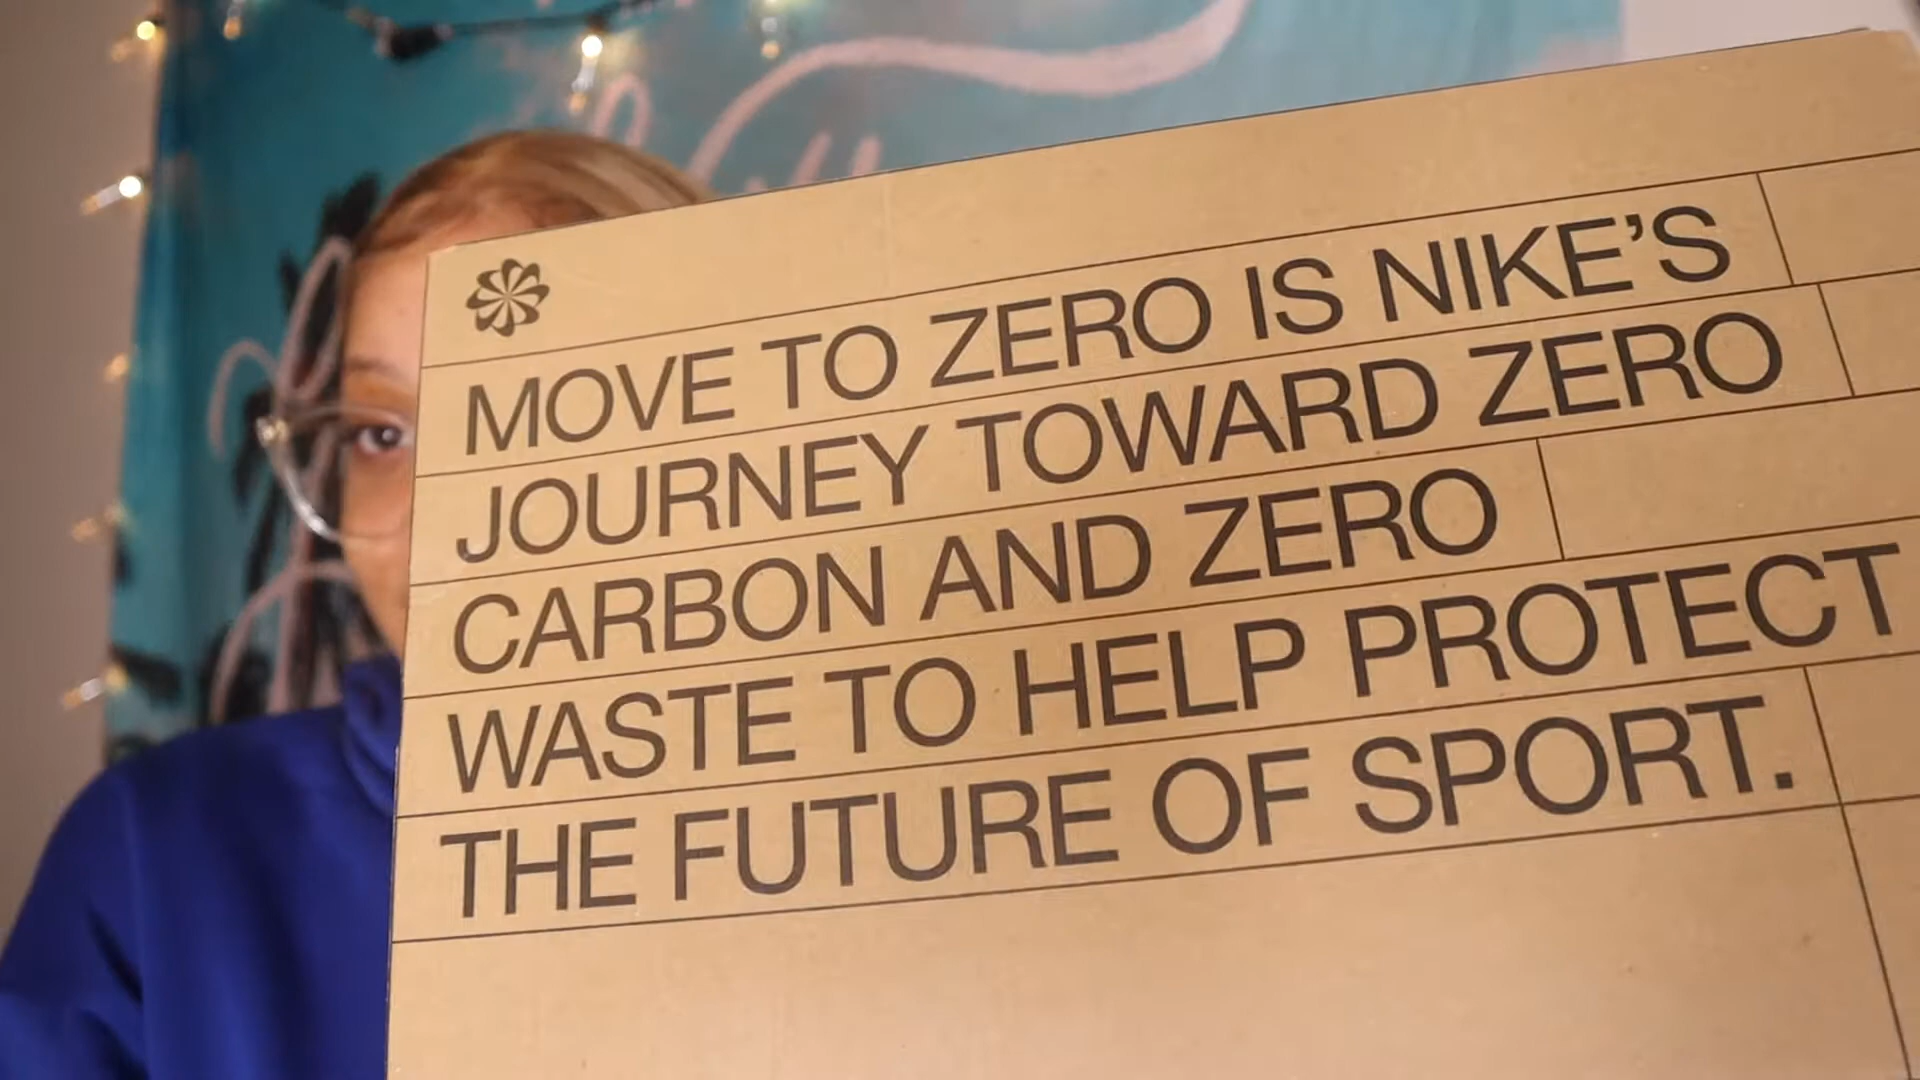 MOVE TO ZERO IS NIKE'S
JOURNEY TOWARD ZERO
CARBON AND ZERO
WASTE TO HELP PROTECT
THE FUTURE OF SPORT.